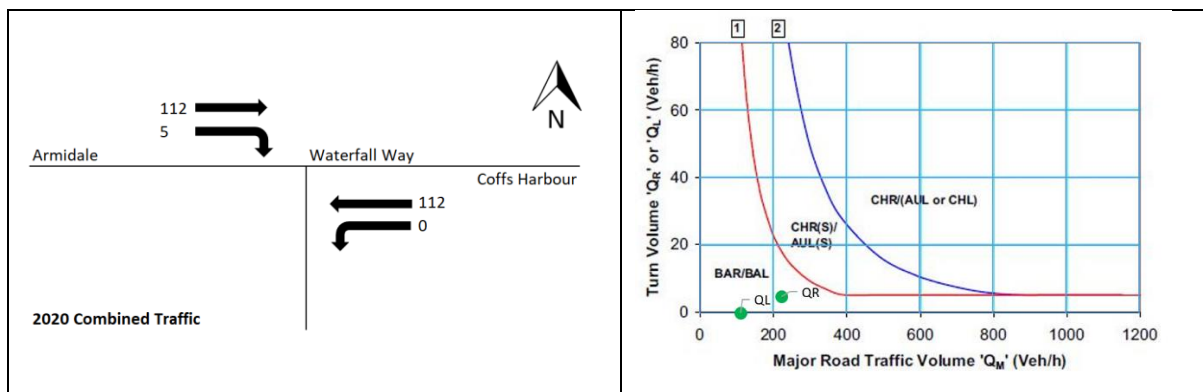 112
5
N
Armidale
Waterfall Way
Coffs Harbour
112
0
2020 Combined Traffic
1 2
Turn Volume 'QR' or 'QL' (Veh/h)
80
60
40
20
0
CHR/(AUL or CHL)
CHR(S)/
AUL(S)
BAR/BAL
QL
QR
0 200 400 600 800 1000 1200
Major Road Traffic Volume 'QM' (Veh/h)